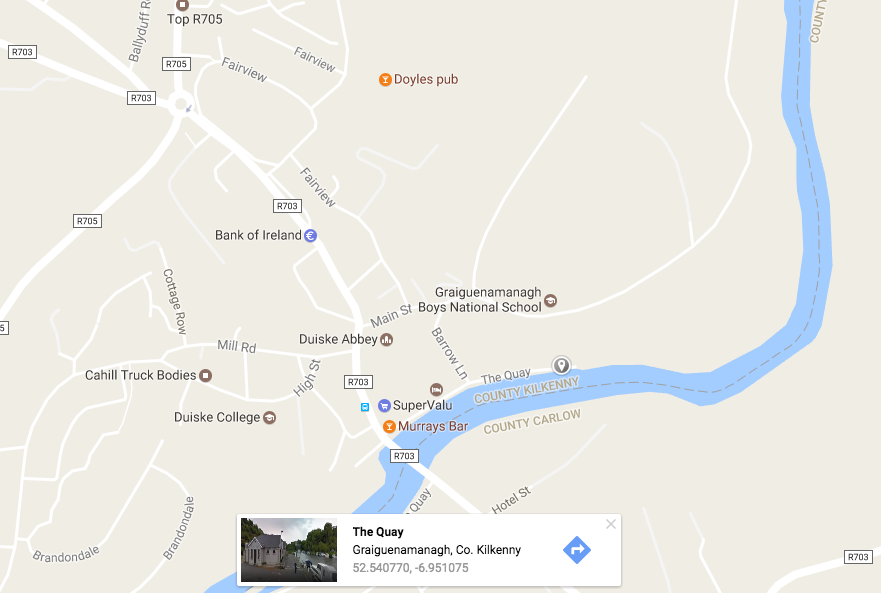 Top R705
Ballyduff R
COUNTY
R703
R705
Fairview
Fairview
Doyles pub
R703
Fairview
R703
R705
Bank of Ireland
Cottage Row
Graiguenamanagh
Boys National School
Main St
5
Duiske Abbey
Barrow Ln
Mill Rd
High St
The Quay
Cahill Truck Bodies
R703
COUNTY KILKENNY
SuperValu
Duiske College
Murrays Bar
COUNTY CARLOW
R703
Quay
Hotel St
Brandondale
Brandondale
R703
The Quay
Graiguenamanagh, Co. Kilkenny
52.540770, -6.951075